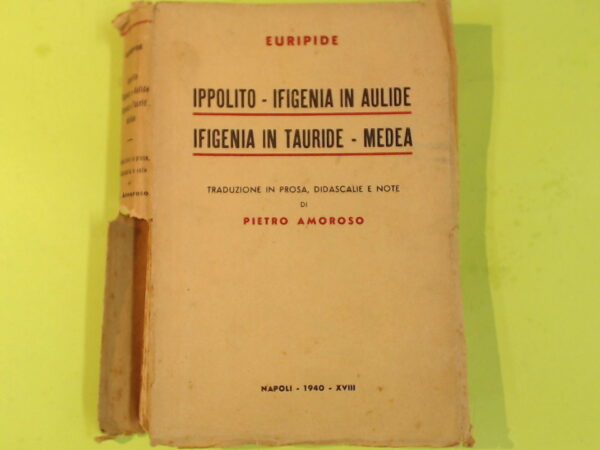 EURIPIDE
IPPOLITO - IFIGENIA IN AULIDE
IFIGENIA IN TAURIDE - MEDEA
TRADUZIONE IN PROSA, DIDASCALIE E NOTE
DI
PIETRO AMOROSO
NAPOLI - 1940 - XVIII